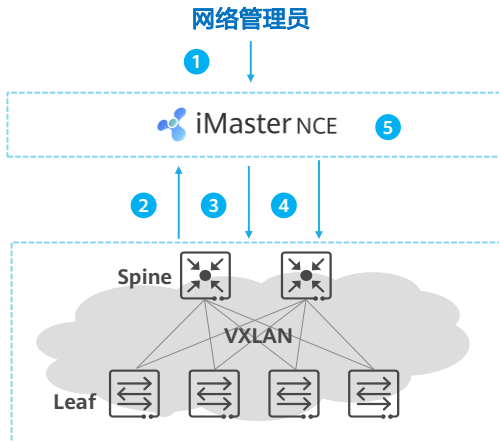 网络管理员
1
iMaster NCE
5
2
3
4
Spine
VXLAN
Leaf